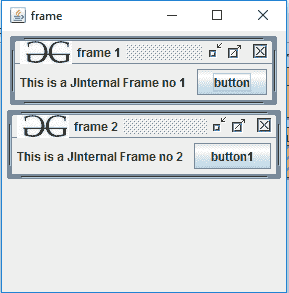 frame
frame 1
This is a JInternal Frame no 1 button
frame 2
This is a JInternal Frame no 2 button1